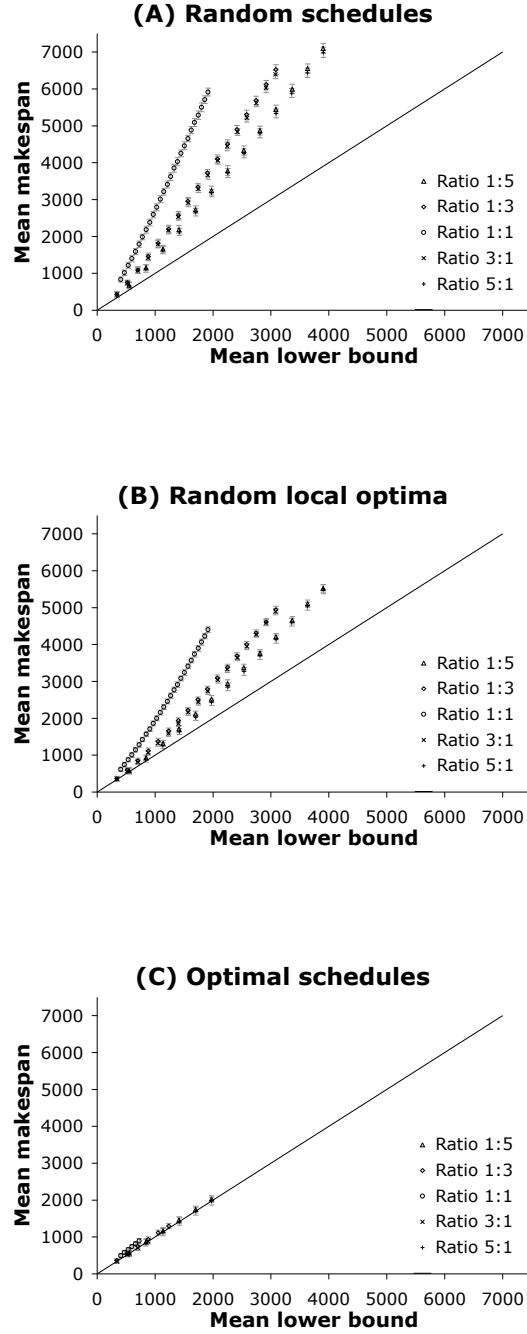 (A) Random schedules
7000
6000
5000
4000
3000
2000
1000
0
Mean makespan
Ratio 1:5
Ratio 1:3
Ratio 1:1
Ratio 3:1
Ratio 5:1
0 1000 2000 3000 4000 5000 6000 7000
Mean lower bound
(B) Random local optima
7000
6000
5000
4000
3000
2000
1000
0
Mean makespan
Ratio 1:5
Ratio 1:3
Ratio 1:1
Ratio 3:1
Ratio 5:1
0 1000 2000 3000 4000 5000 6000 7000
Mean lower bound
(C) Optimal schedules
7000
6000
5000
4000
3000
2000
1000
0
Mean makespan
Ratio 1:5
Ratio 1:3
Ratio 1:1
Ratio 3:1
Ratio 5:1
0 1000 2000 3000 4000 5000 6000 7000
Mean lower bound